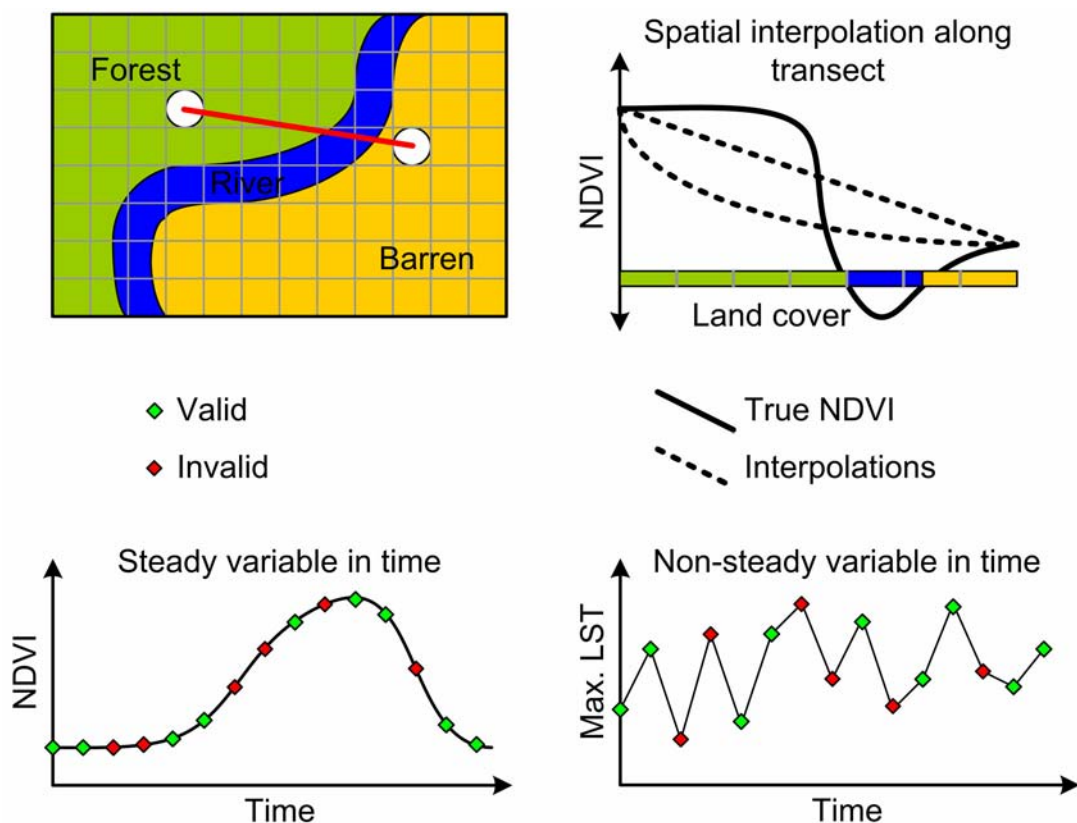 Forest
River
Barren
Spatial interpolation along
transect
NDVI
Land cover
Valid
Invalid
True NDVI
Interpolations
Steady variable in time
NDVI
Time
Non-steady variable in time
Max. LST
Time